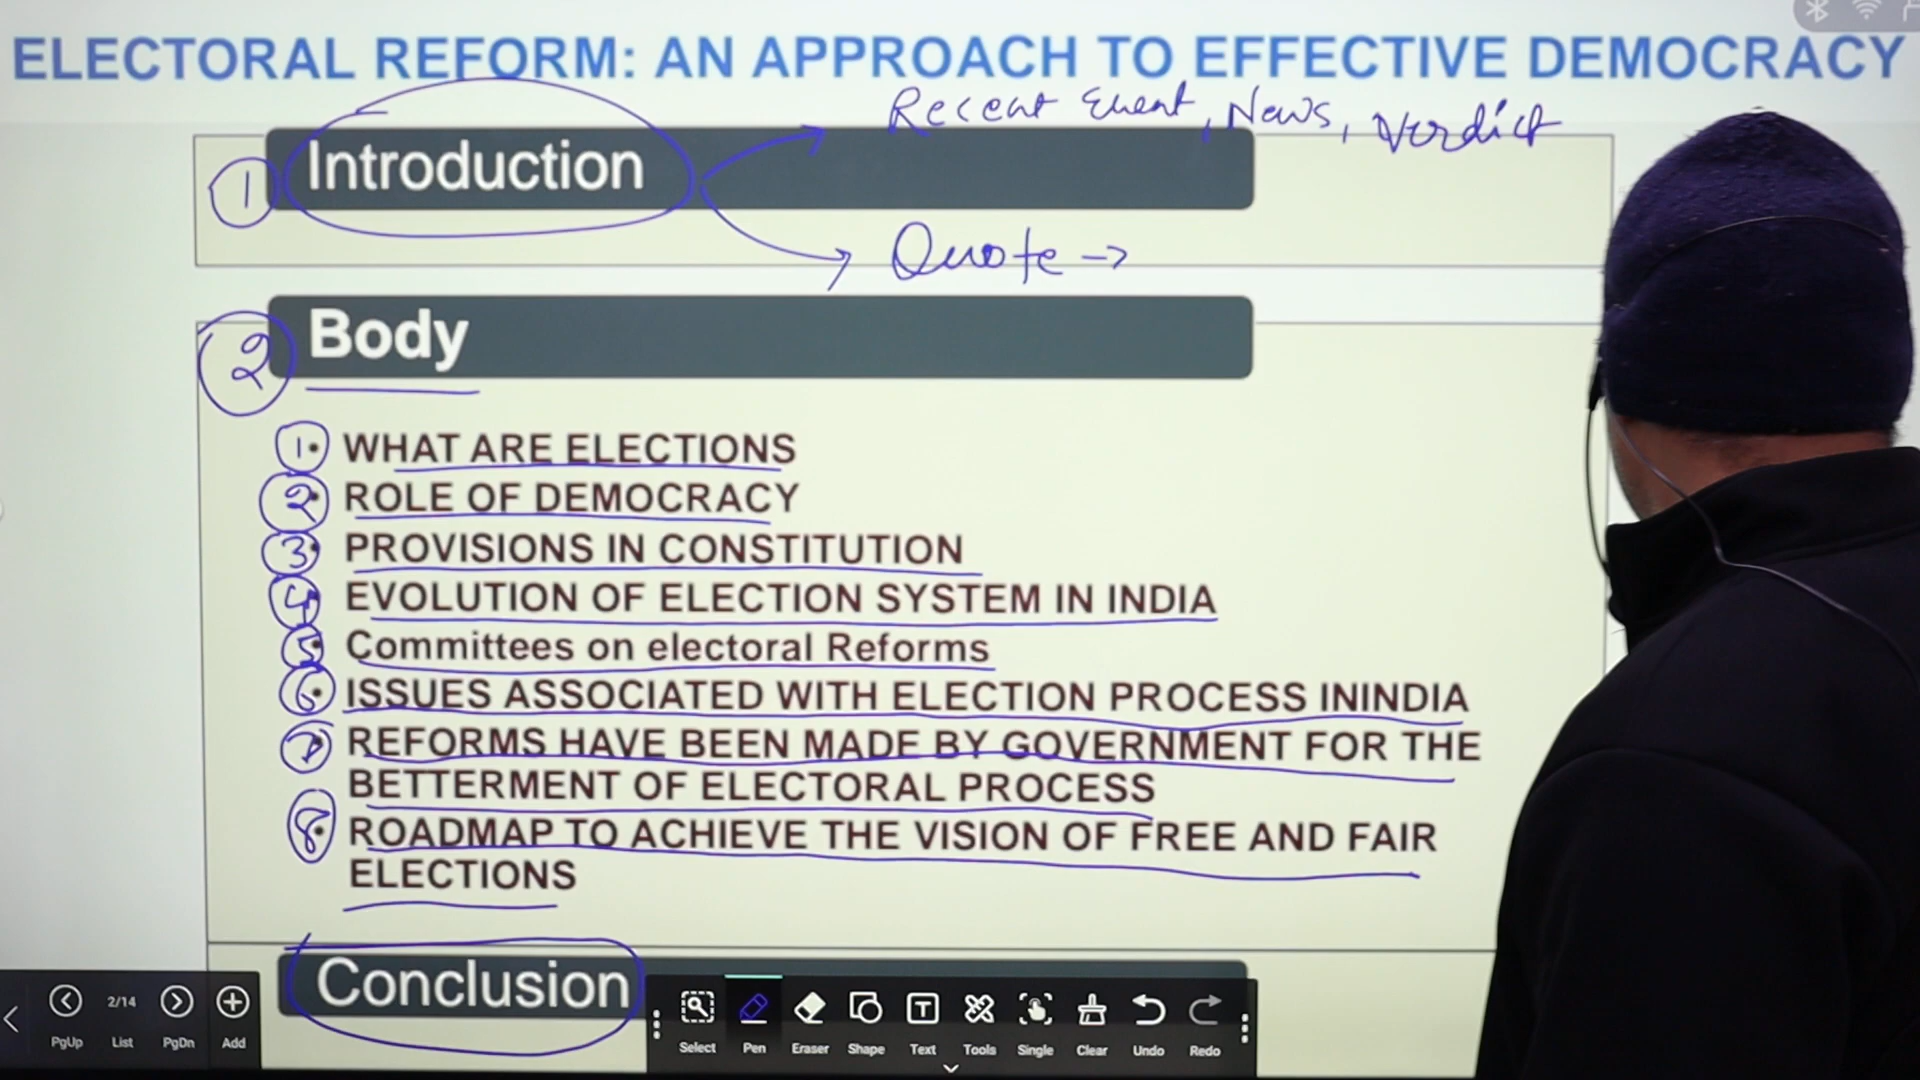 ELECTORAL REFORM: AN APPROACH TO EFFECTIVE DEMOCRACY
Recent Event, News, Verdict
1 Introduction
Quote →
2 Body
1 • WHAT ARE ELECTIONS
2 • ROLE OF DEMOCRACY
3 • PROVISIONS IN CONSTITUTION
4 • EVOLUTION OF ELECTION SYSTEM IN INDIA
5 • Committees on electoral Reforms
6 • ISSUES ASSOCIATED WITH ELECTION PROCESS ININDIA
7 • REFORMS HAVE BEEN MADE BY GOVERNMENT FOR THE
BETTERMENT OF ELECTORAL PROCESS
8 • ROADMAP TO ACHIEVE THE VISION OF FREE AND FAIR
ELECTIONS
Conclusion
2/14
PgUp List PgDn Add
Select Pen Eraser Shape Text Tools Single Clear Undo Redo